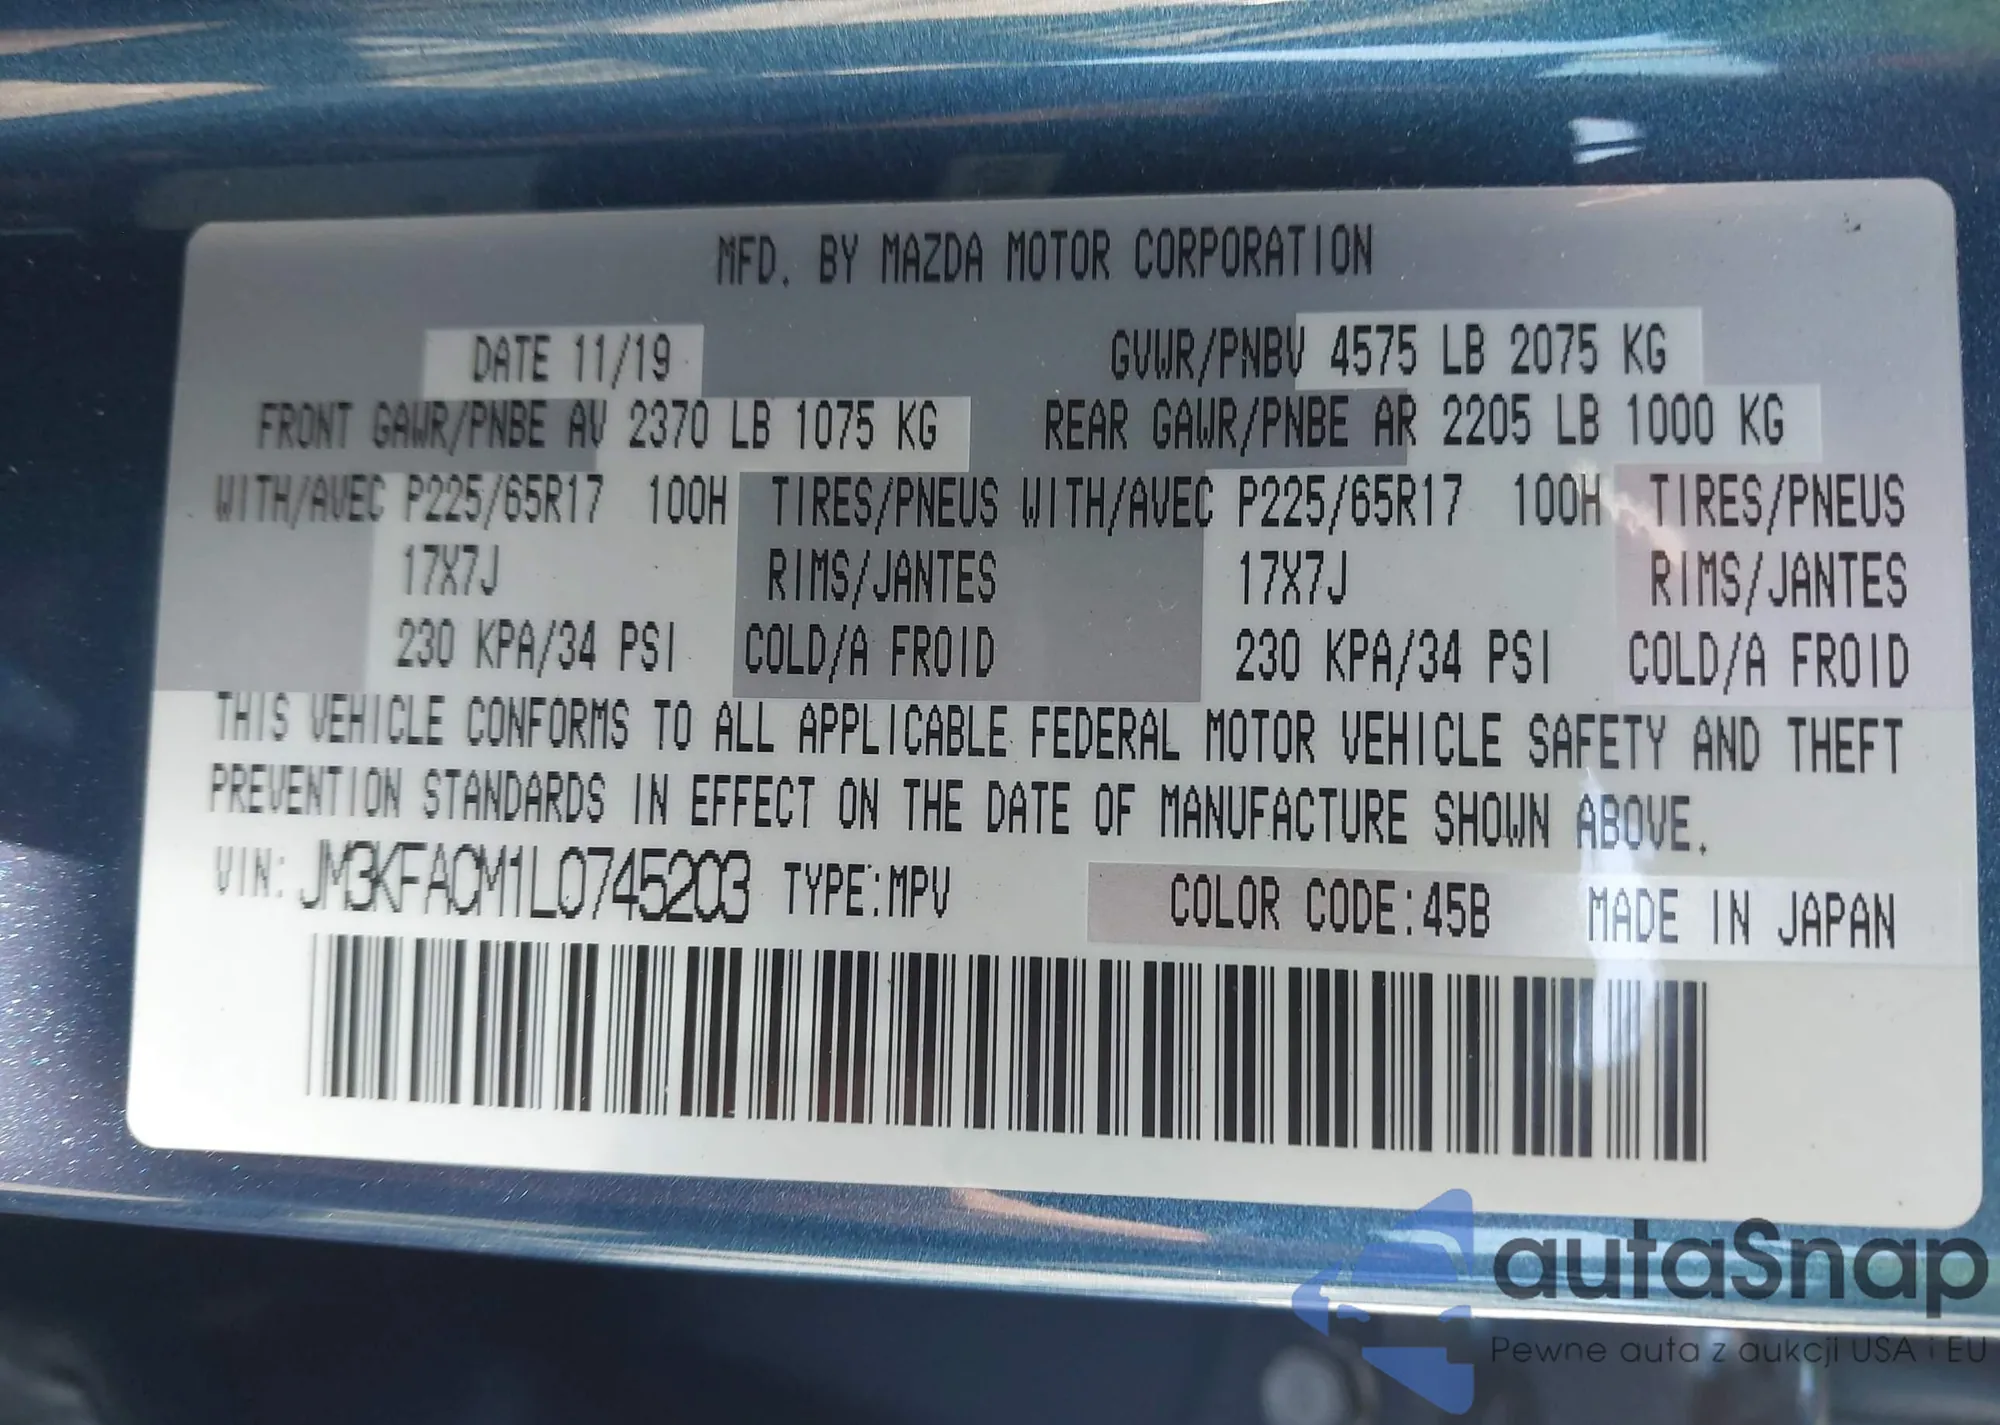 MFD. BY MAZDA MOTOR CORPORATION
DATE 11/19 GVWR/PNBV 4575 LB 2075 KG
FRONT GAWR/PNBE AV 2370 LB 1075 KG REAR GAWR/PNBE AR 2205 LB 1000 KG
WITH/AVEC P225/65R17 100H TIRES/PNEUS WITH/AVEC P225/65R17 100H TIRES/PNEUS
17X7J RIMS/JANTES 17X7J RIMS/JANTES
230 KPA/34 PSI COLD/A FROID 230 KPA/34 PSI COLD/A FROID
THIS VEHICLE CONFORMS TO ALL APPLICABLE FEDERAL MOTOR VEHICLE SAFETY AND THEFT
PREVENTION STANDARDS IN EFFECT ON THE DATE OF MANUFACTURE SHOWN ABOVE.
VIN: JM3KFACM1L0745203 TYPE:MPV COLOR CODE:45B MADE IN JAPAN
autaSnap
Pewne auta z aukcji USA i EU